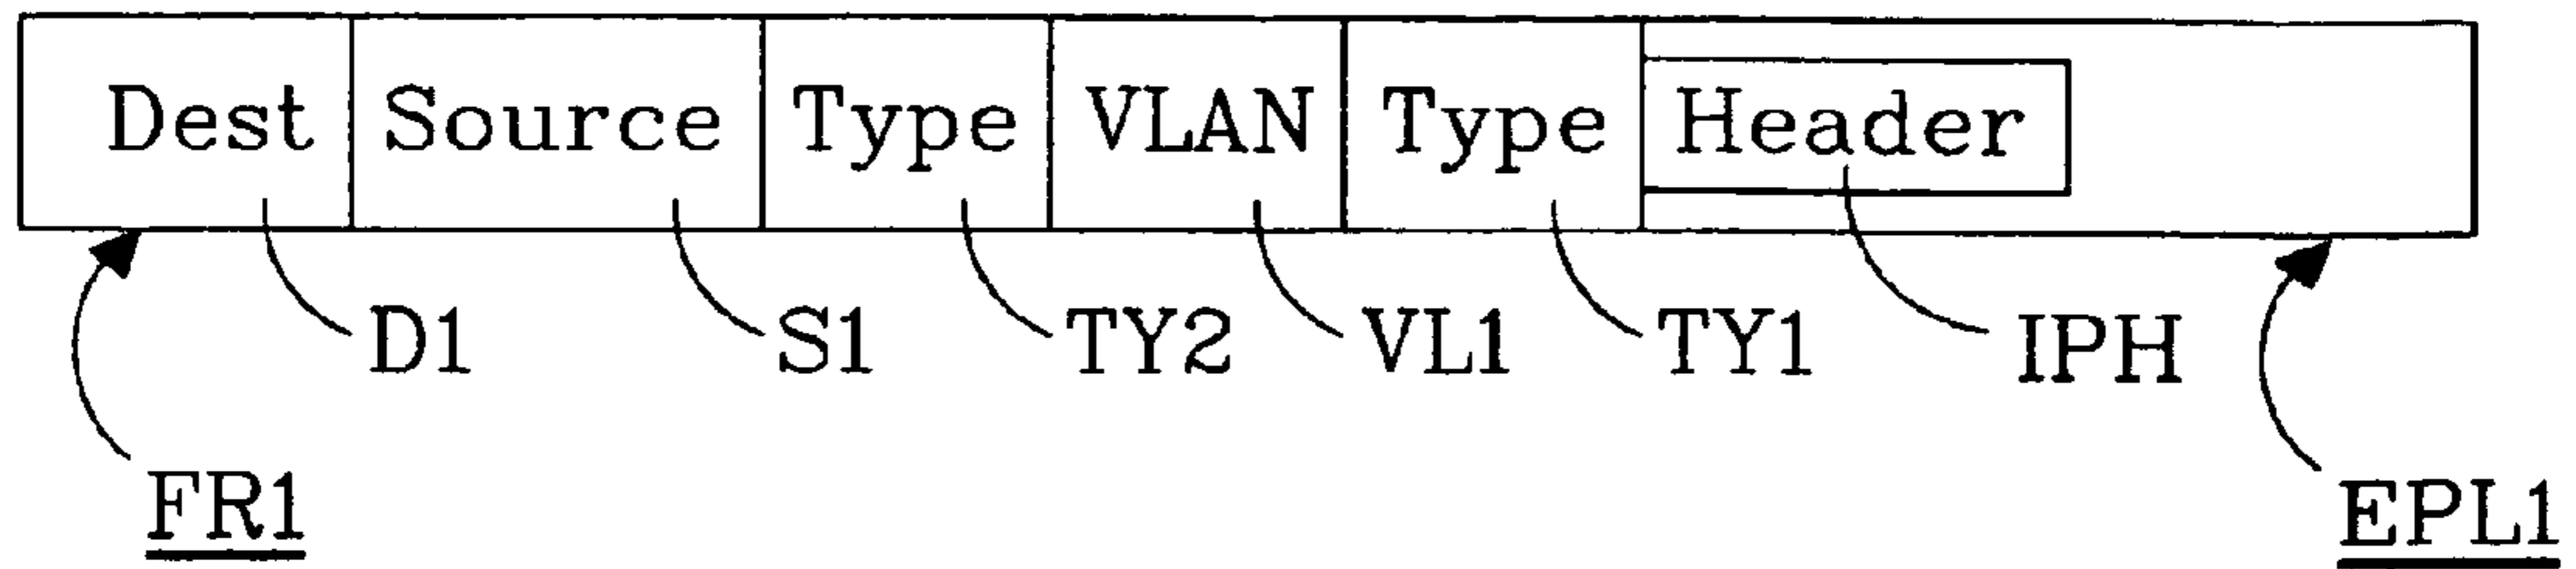 Dest Source Type VLAN Type Header
D1 S1 TY2 VL1 TY1 IPH
FR1 EPL1